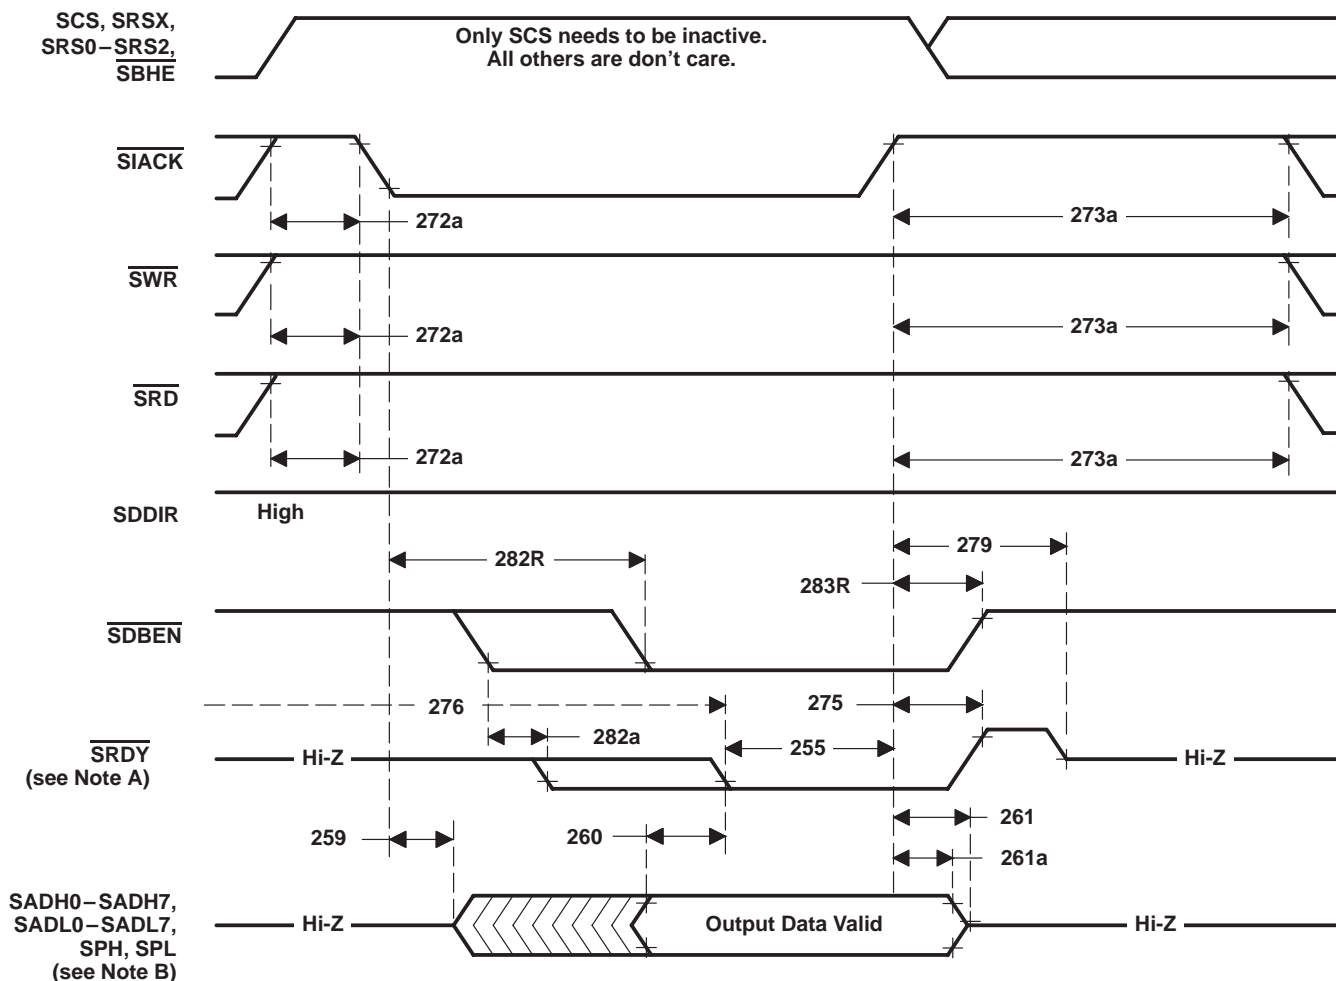 SCS, SRSX,
SRS0–SRS2,
SBHE
Only SCS needs to be inactive.
All others are don't care.
SIACK
272a
273a
SWR
272a
273a
SRD
272a
273a
SDDIR
High
282R
279
283R
SDBEN
276
275
SRDY
(see Note A)
Hi-Z
282a
255
Hi-Z
259
260
261
261a
SADH0–SADH7,
SADL0–SADL7,
SPH, SPL
(see Note B)
Hi-Z
Output Data Valid
Hi-Z